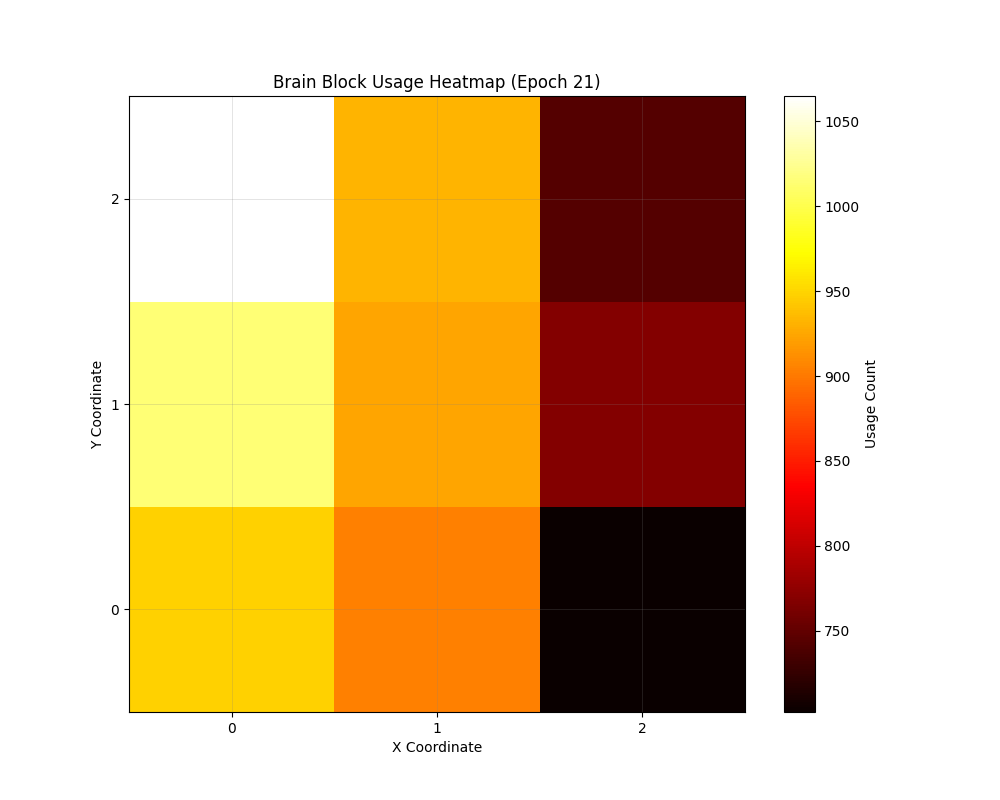 Brain Block Usage Heatmap (Epoch 21)
2
1
0
Y Coordinate
0 1 2
X Coordinate
1050
1000
950
900
850
800
750
Usage Count